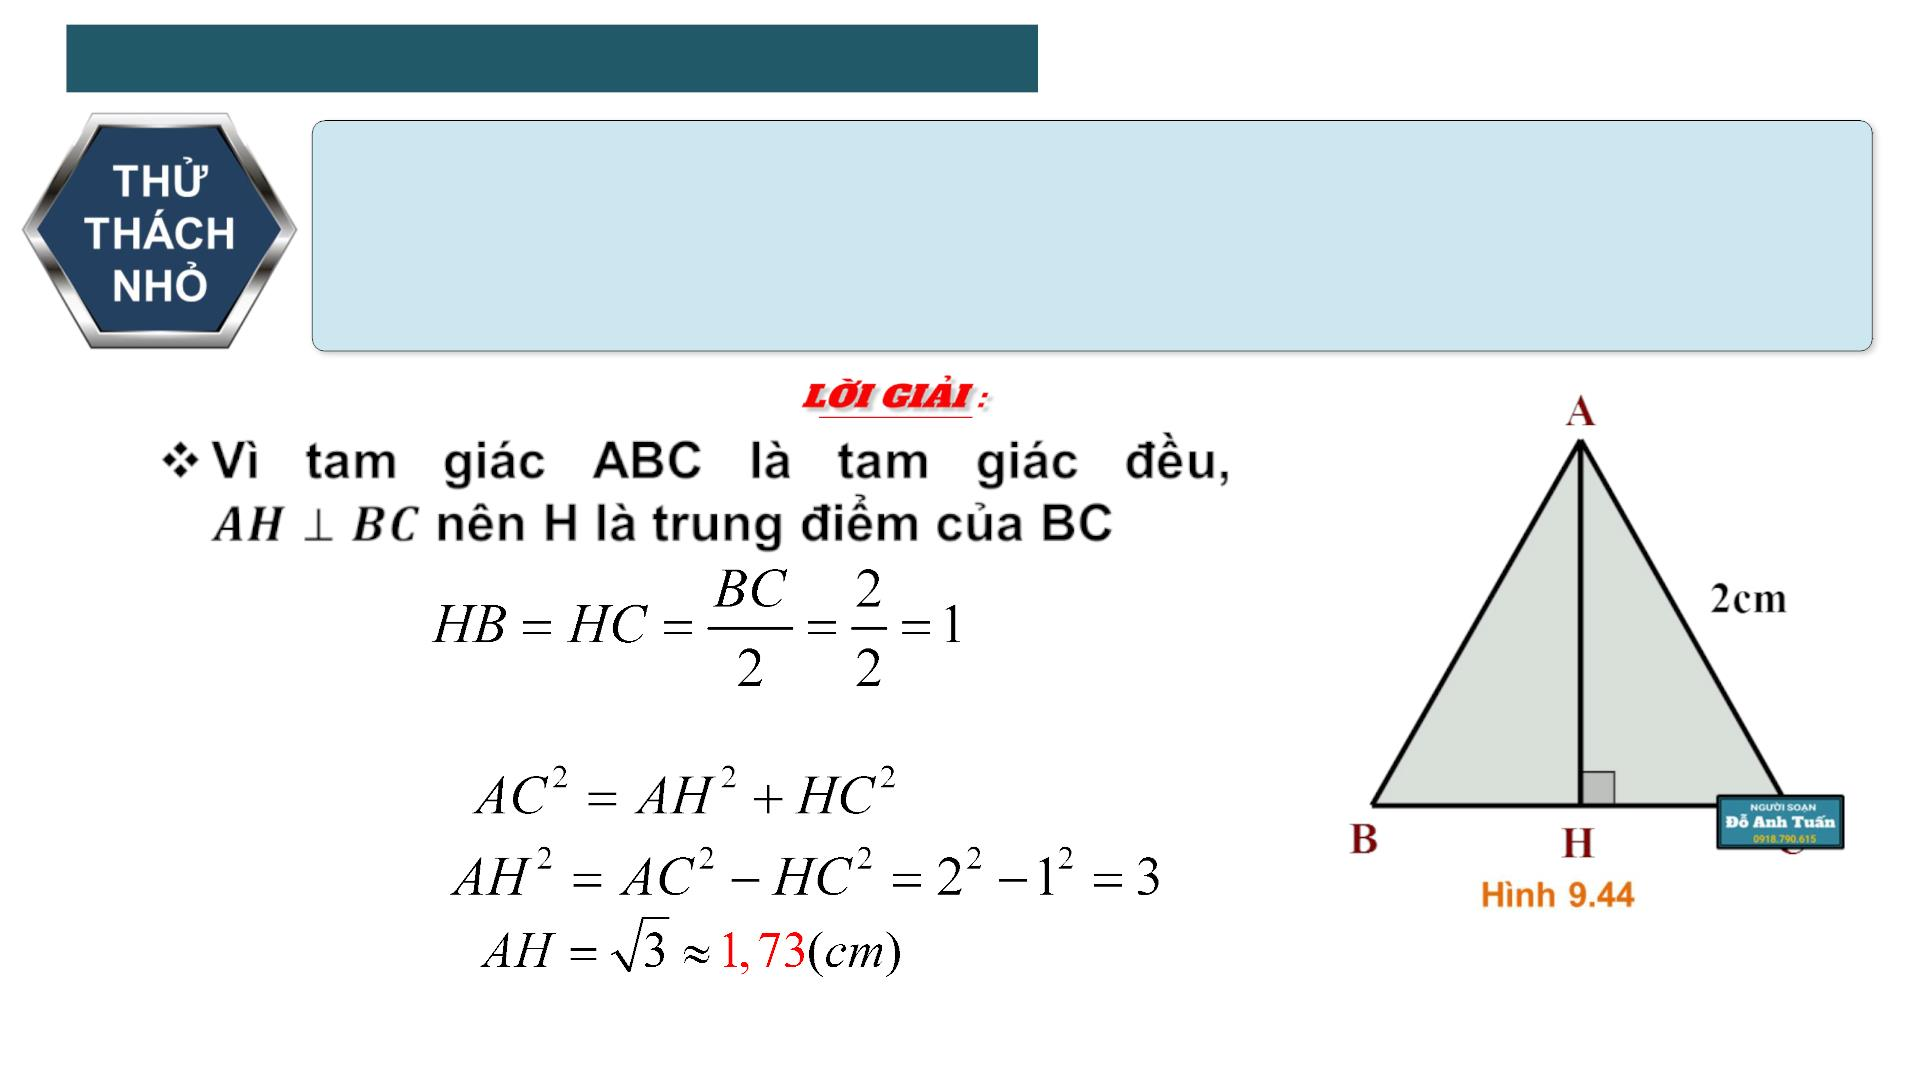 THỬ
THÁCH
NHỎ
LỜI GIẢI :
❖ Vì tam giác ABC là tam giác đều,
AH ⊥ BC nên H là trung điểm của BC
HB = HC = BC/2 = 2/2 = 1
AC² = AH² + HC²
AH² = AC² − HC² = 2² − 1² = 3
AH = √3 ≈ 1,73(cm)
A
2cm
B
H
NGƯỜI SOẠN
Đỗ Anh Tuấn
0918.790.615
Hình 9.44